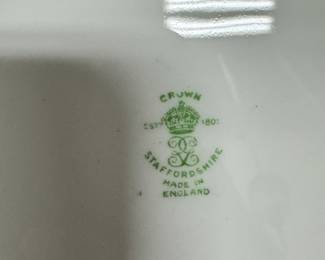 CROWN
ESTD 1801
STAFFORDSHIRE
MADE IN
ENGLAND